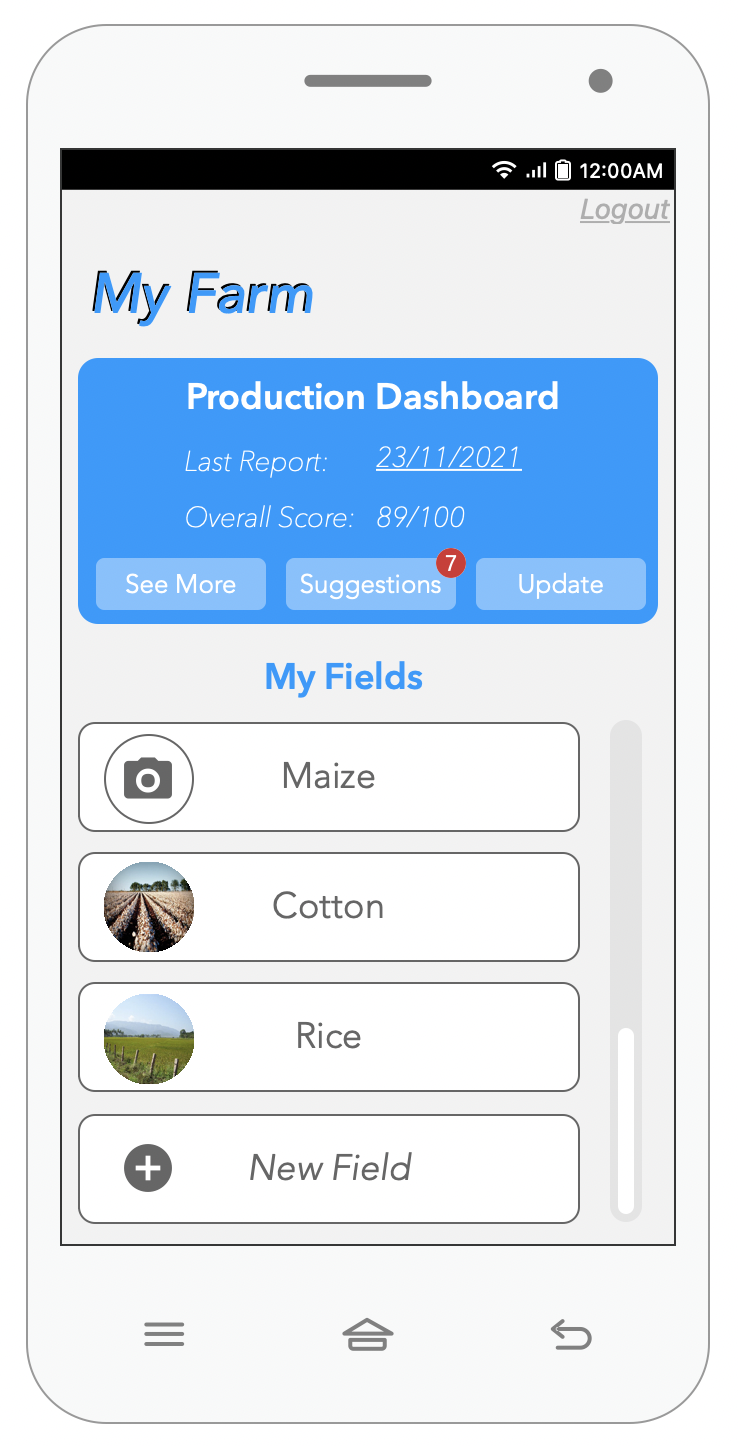 12:00AM
Logout
My Farm
Production Dashboard
Last Report: 23/11/2021
Overall Score: 89/100
See More Suggestions 7 Update
My Fields
Maize
Cotton
Rice
New Field